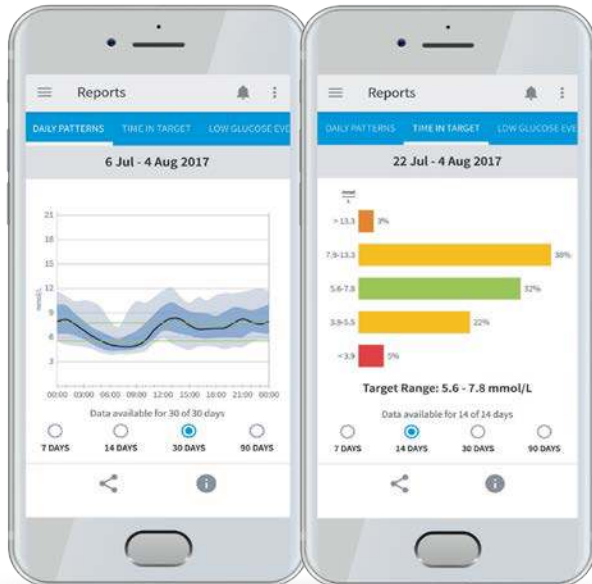 Reports
DAILY PATTERNS TIME IN TARGET LOW GLUCOSE EVE
6 Jul - 4 Aug 2017
21
18
15
12
9
6
3
mmol/L
00:00 03:00 06:00 09:00 12:00 15:00 18:00 21:00 00:00
Data available for 30 of 30 days
7 DAYS 14 DAYS 30 DAYS 90 DAYS
Reports
DAILY PATTERNS TIME IN TARGET LOW GLUCOSE EVE
22 Jul - 4 Aug 2017
mmol
L
> 13.3 3%
7.9-13.3 38%
5.6-7.8 32%
3.9-5.5 22%
< 3.9 5%
Target Range: 5.6 - 7.8 mmol/L
Data available for 14 of 14 days
7 DAYS 14 DAYS 30 DAYS 90 DAYS